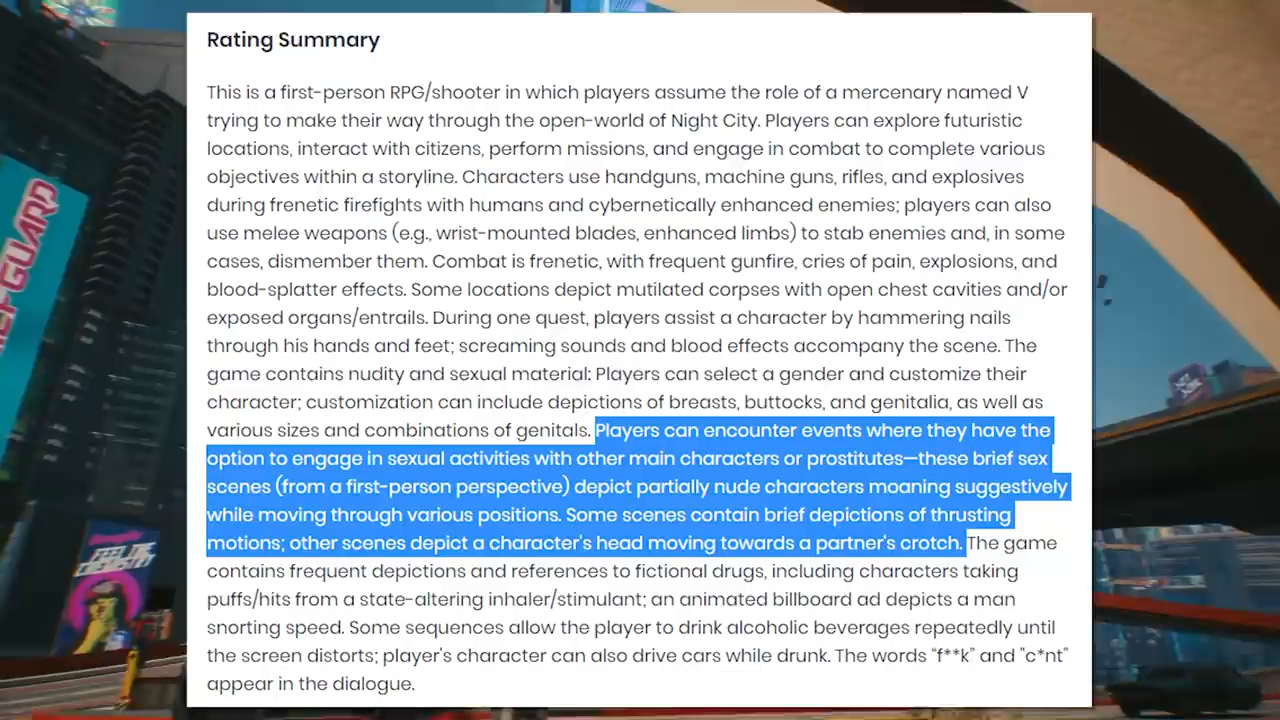 Rating Summary
This is a first-person RPG/shooter in which players assume the role of a mercenary named V
trying to make their way through the open-world of Night City. Players can explore futuristic
locations, interact with citizens, perform missions, and engage in combat to complete various
objectives within a storyline. Characters use handguns, machine guns, rifles, and explosives
during frenetic firefights with humans and cybernetically enhanced enemies; players can also
use melee weapons (e.g., wrist-mounted blades, enhanced limbs) to stab enemies and, in some
cases, dismember them. Combat is frenetic, with frequent gunfire, cries of pain, explosions, and
blood-splatter effects. Some locations depict mutilated corpses with open chest cavities and/or
exposed organs/entrails. During one quest, players assist a character by hammering nails
through his hands and feet; screaming sounds and blood effects accompany the scene. The
game contains nudity and sexual material: Players can select a gender and customize their
character; customization can include depictions of breasts, buttocks, and genitalia, as well as
various sizes and combinations of genitals. Players can encounter events where they have the
option to engage in sexual activities with other main characters or prostitutes—these brief sex
scenes (from a first-person perspective) depict partially nude characters moaning suggestively
while moving through various positions. Some scenes contain brief depictions of thrusting
motions; other scenes depict a character's head moving towards a partner's crotch. The game
contains frequent depictions and references to fictional drugs, including characters taking
puffs/hits from a state-altering inhaler/stimulant; an animated billboard ad depicts a man
snorting speed. Some sequences allow the player to drink alcoholic beverages repeatedly until
the screen distorts; player's character can also drive cars while drunk. The words "f**k" and "c*nt"
appear in the dialogue.